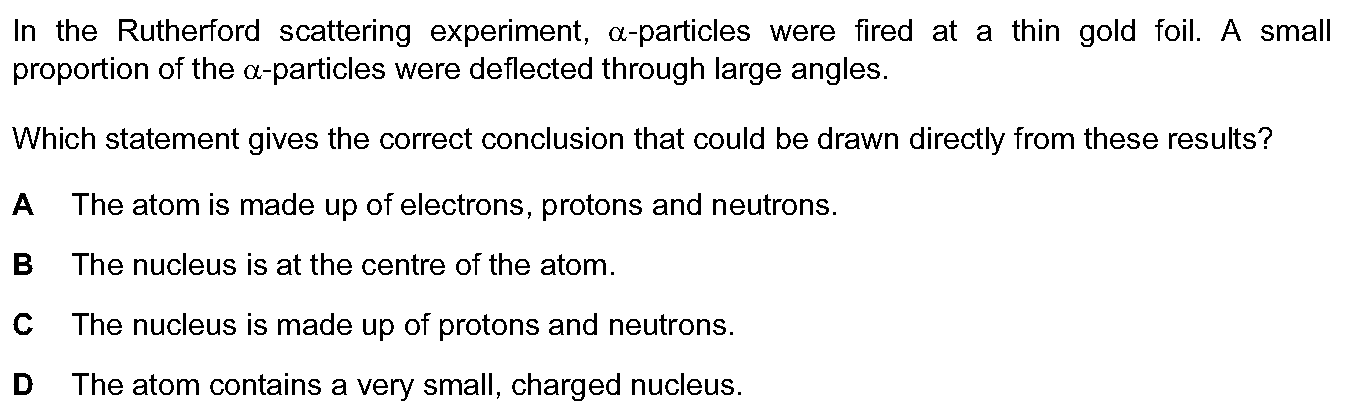 In the Rutherford scattering experiment, α-particles were fired at a thin gold foil. A small
proportion of the α-particles were deflected through large angles.
Which statement gives the correct conclusion that could be drawn directly from these results?
A The atom is made up of electrons, protons and neutrons.
B The nucleus is at the centre of the atom.
C The nucleus is made up of protons and neutrons.
D The atom contains a very small, charged nucleus.